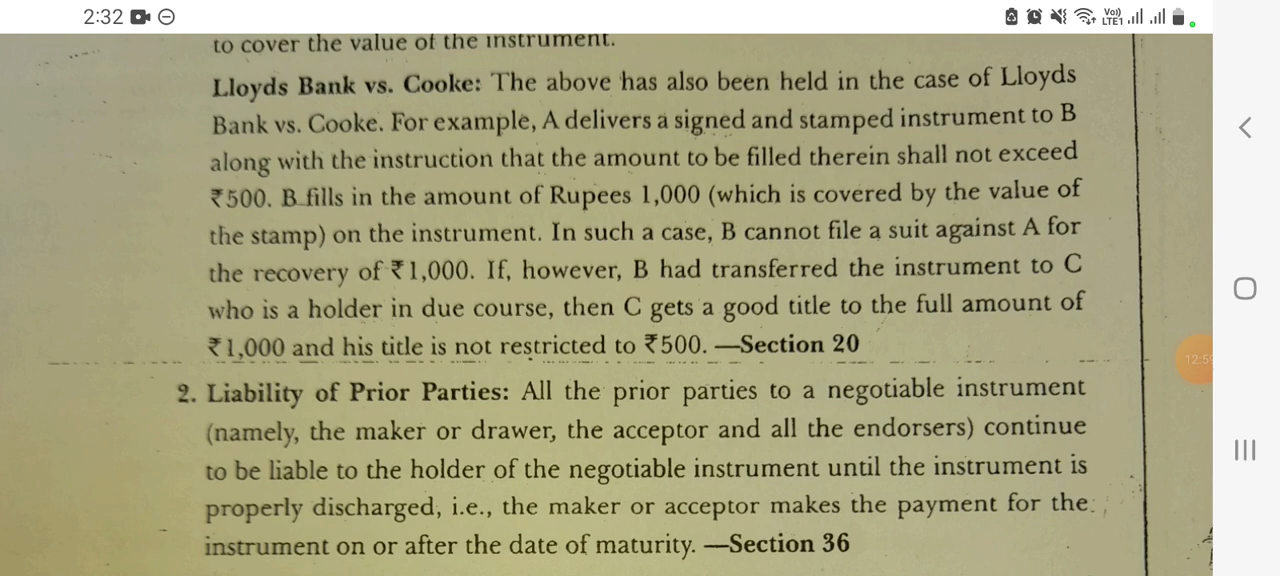 2:32
Vo)) LTE1
to cover the value of the instrument.
Lloyds Bank vs. Cooke: The above has also been held in the case of Lloyds
Bank vs. Cooke. For example, A delivers a signed and stamped instrument to B
along with the instruction that the amount to be filled therein shall not exceed
₹500. B fills in the amount of Rupees 1,000 (which is covered by the value of
the stamp) on the instrument. In such a case, B cannot file a suit against A for
the recovery of ₹1,000. If, however, B had transferred the instrument to C
who is a holder in due course, then C gets a good title to the full amount of
₹1,000 and his title is not restricted to ₹500. —Section 20
12:59
2. Liability of Prior Parties: All the prior parties to a negotiable instrument
(namely, the maker or drawer, the acceptor and all the endorsers) continue
to be liable to the holder of the negotiable instrument until the instrument is
properly discharged, i.e., the maker or acceptor makes the payment for the
instrument on or after the date of maturity. —Section 36